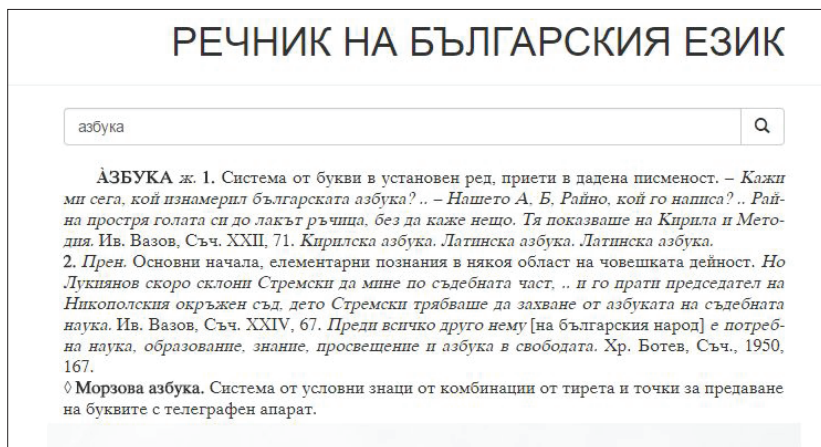 РЕЧНИК НА БЪЛГАРСКИЯ ЕЗИК
азбука
А̀ЗБУКА ж. 1. Система от букви в установен ред, приети в дадена писменост. – Кажи
ми сега, кой изнамерил българската азбука? .. – Нашето А, Б, Райно, кой го написа? .. Рай-
на простря голата си до лакът ръчица, без да каже нещо. Тя показваше на Кирила и Мето-
дия. Ив. Вазов, Съч. XXII, 71. Кирилска азбука. Латинска азбука. Латинска азбука.
2. Прен. Основни начала, елементарни познания в някоя област на човешката дейност. Но
Лукиянов скоро склони Стремски да мине по съдебната част, .. и го прати председател на
Никополския окръжен съд, дето Стремски трябваше да захване от азбуката на съдебната
наука. Ив. Вазов, Съч. XXIV, 67. Преди всичко друго нему [на българския народ] е потреб-
на наука, образование, знание, просвещение и азбука в свободата. Хр. Ботев, Съч., 1950,
167.
◊ Морзова азбука. Система от условни знаци от комбинации от тирета и точки за предаване
на буквите с телеграфен апарат.